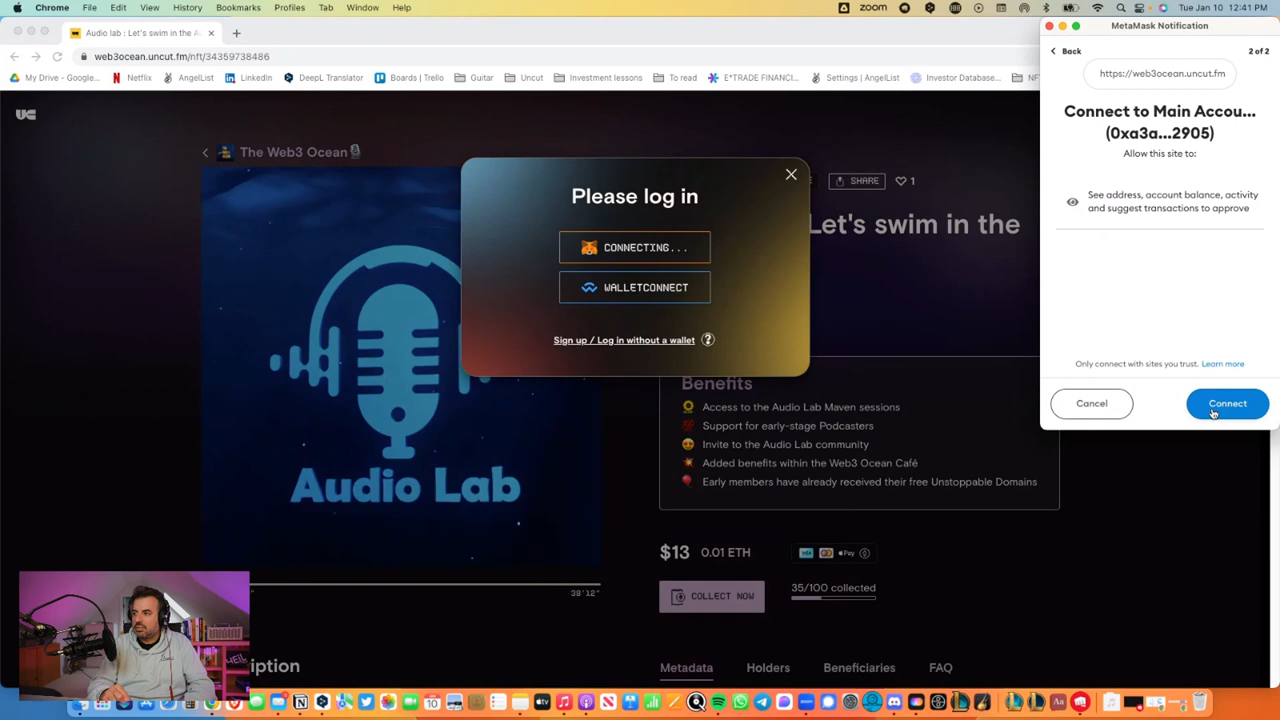 Chrome File Edit View History Bookmarks Profiles Tab Window Help
zoom Tue Jan 10 12:41 PM
Audio lab : Let's swim in the A
MetaMask Notification
web3ocean.uncut.fm/nft/34359738486
Back 2 of 2
https://web3ocean.uncut.fm
My Drive - Google... Netflix AngelList LinkedIn DeepL Translator Boards | Trello Guitar Uncut Investment lessons To read E*TRADE FINANCI... Settings | AngelList Investor Database...
Connect to Main Accou...
(0xa3a...2905)
Allow this site to:
See address, account balance, activity
and suggest transactions to approve
Only connect with sites you trust. Learn more
Cancel Connect
UC
The Web3 Ocean
SHARE 1
Let's swim in the
Please log in
CONNECTING...
WALLETCONNECT
Sign up / Log in without a wallet ?
Audio Lab
38'12"
Benefits
Access to the Audio Lab Maven sessions
Support for early-stage Podcasters
Invite to the Audio Lab community
Added benefits within the Web3 Ocean Café
Early members have already received their free Unstoppable Domains
$13 0.01 ETH VISA Pay
COLLECT NOW 35/100 collected
ription
Metadata Holders Beneficiaries FAQ